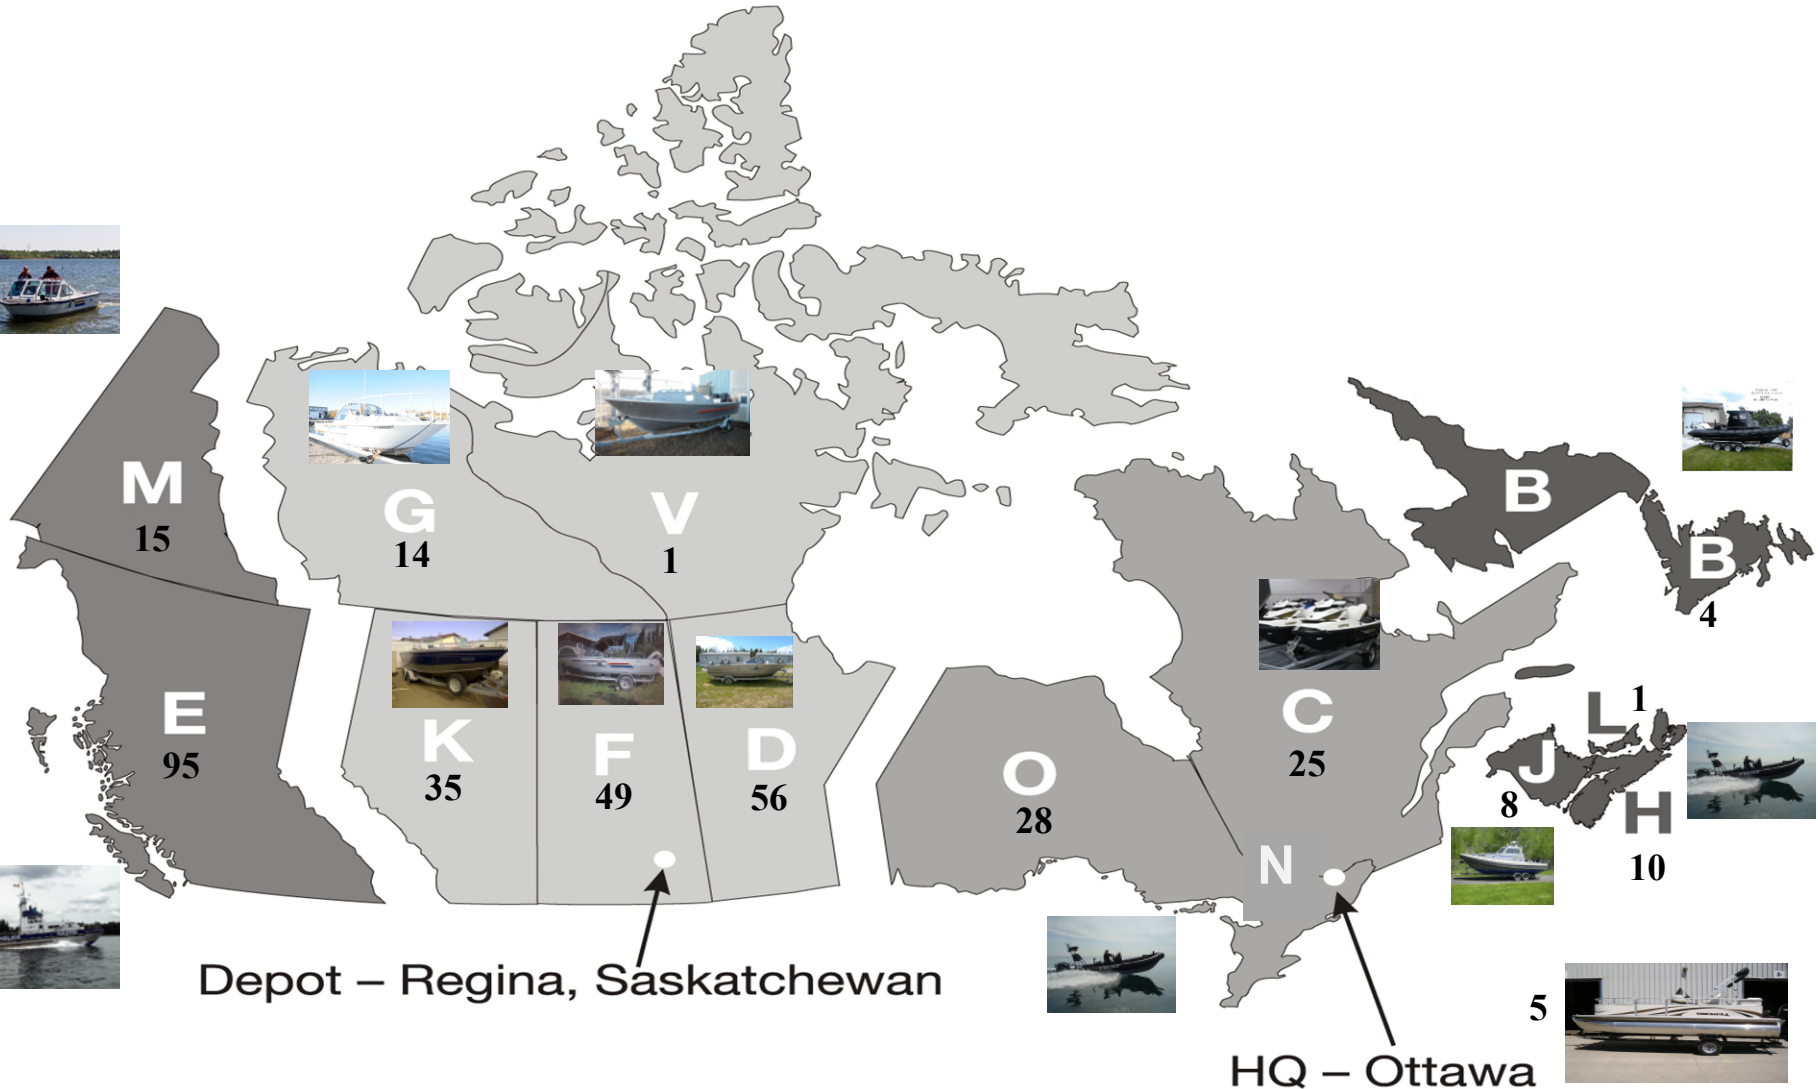 M
15
G
14
V
1
B
B
4
E
95
K
35
F
49
D
56
O
28
C
25
L
1
J
8
H
10
N
Depot – Regina, Saskatchewan
5
HQ – Ottawa